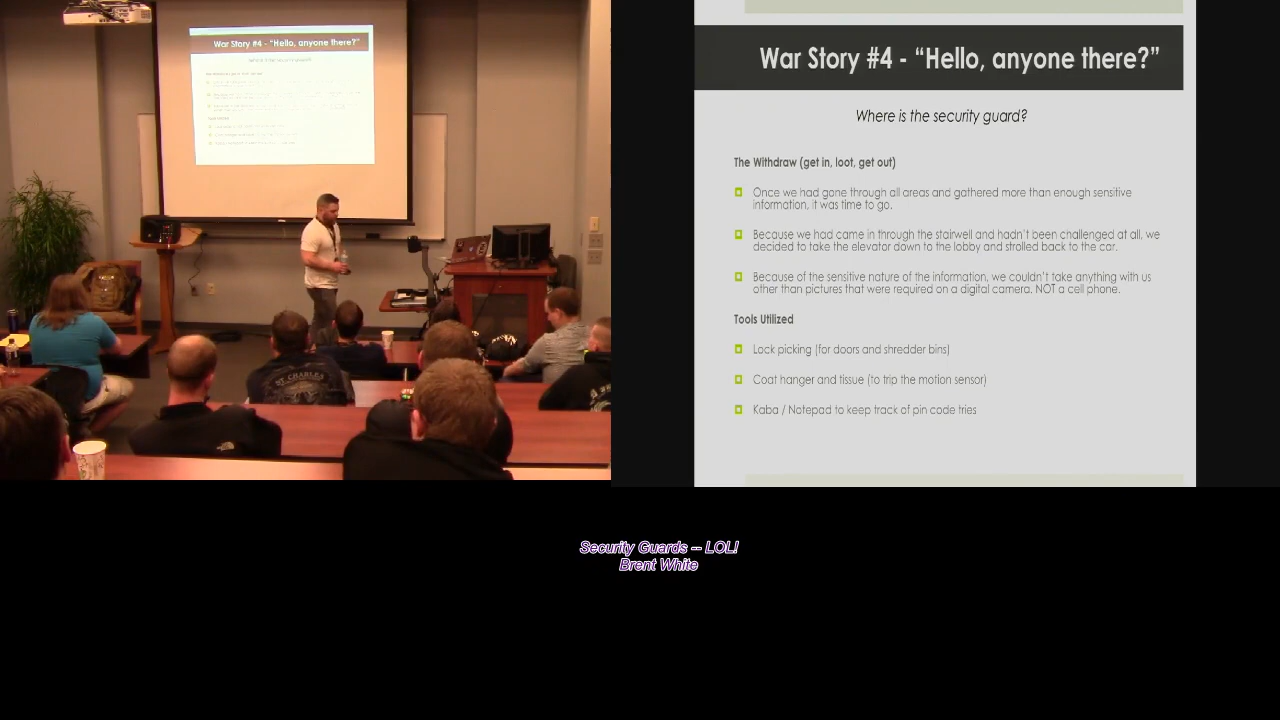 War Story #4 - “Hello, anyone there?”
War Story #4 - “Hello, anyone there?”
Where is the security guard?
The Withdraw (get in, loot, get out)
Once we had gone through all areas and gathered more than enough sensitive
information, it was time to go.
Because we had came in through the stairwell and hadn’t been challenged at all, we
decided to take the elevator down to the lobby and strolled back to the car.
Because of the sensitive nature of the information, we couldn’t take anything with us
other than pictures that were required on a digital camera. NOT a cell phone.
Tools Utilized
Lock picking (for doors and shredder bins)
Coat hanger and tissue (to trip the motion sensor)
Kaba / Notepad to keep track of pin code tries
ST. CHARLES
Security Guards -- LOL!
Brent White